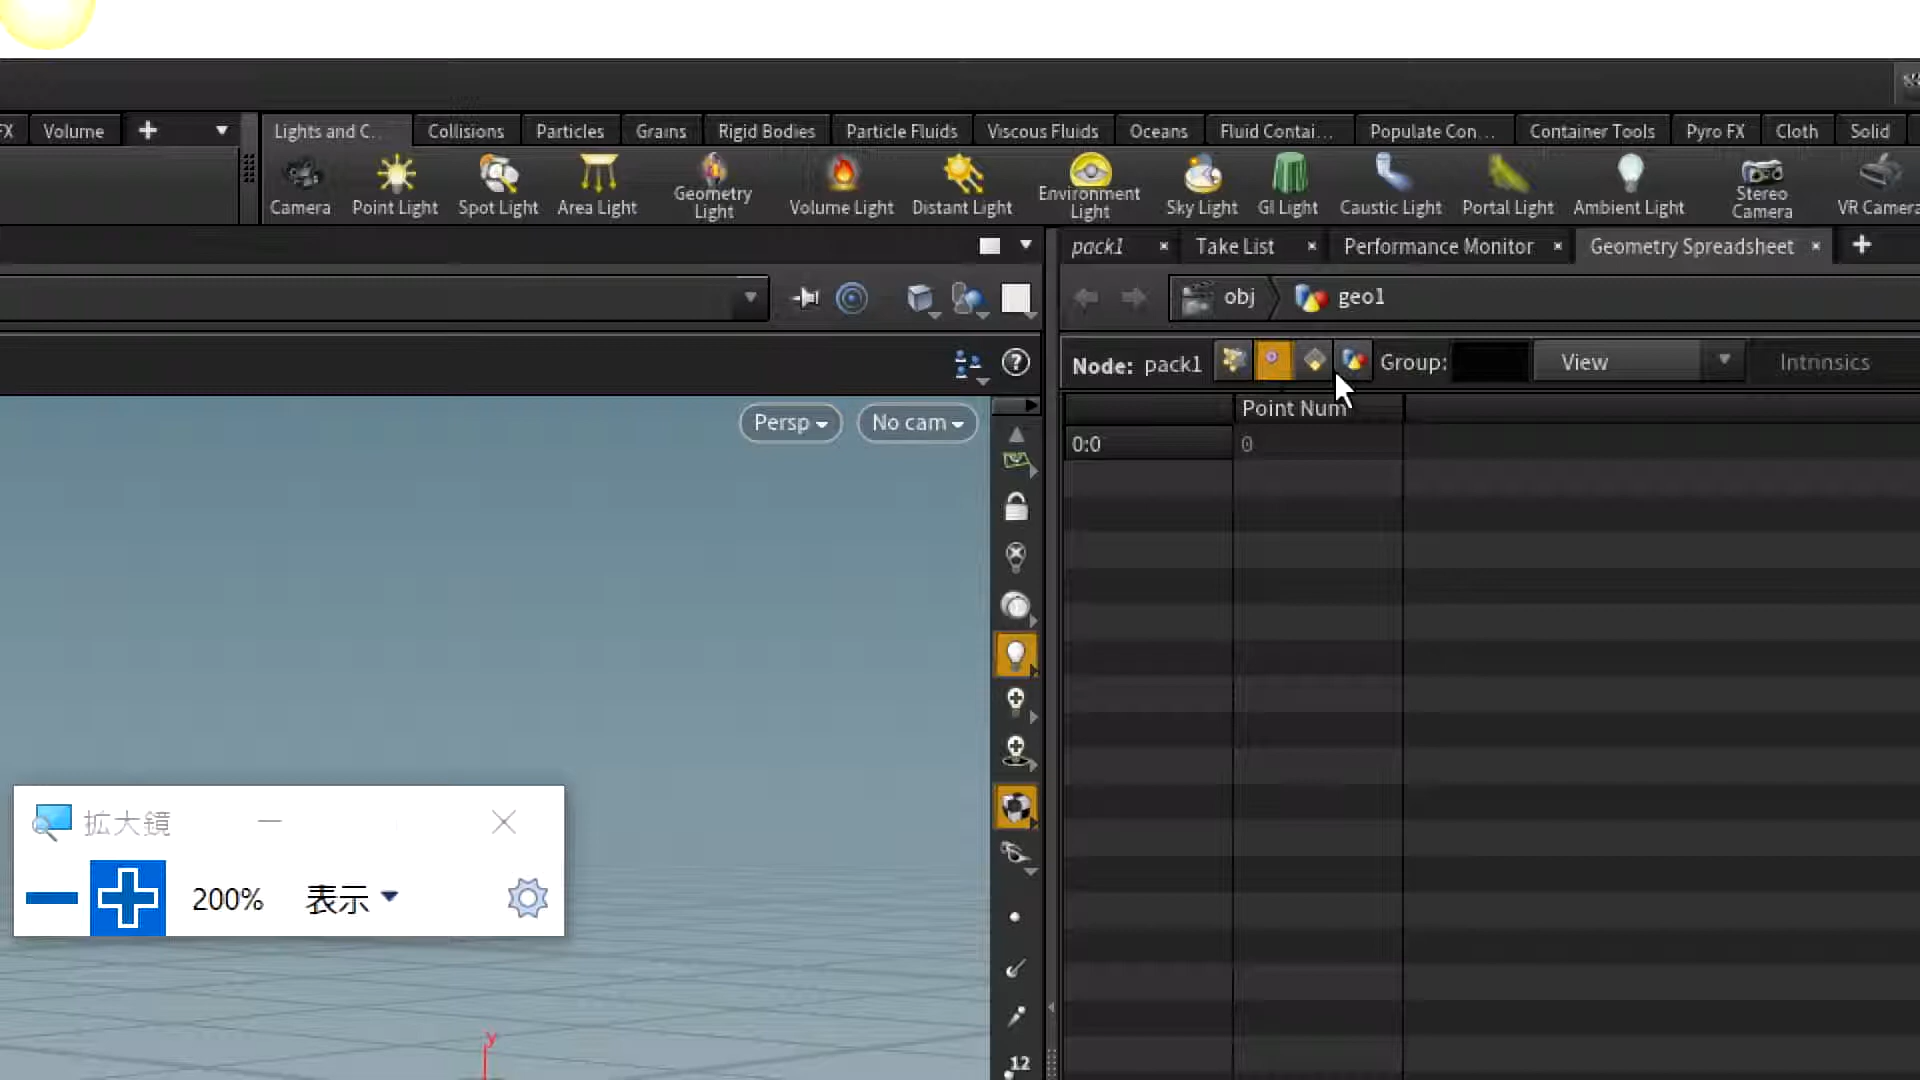 FX
Volume
Lights and C...
Collisions
Particles
Grains
Rigid Bodies
Particle Fluids
Viscous Fluids
Oceans
Fluid Contai...
Populate Con...
Container Tools
Pyro FX
Cloth
Solid
Camera
Point Light
Spot Light
Area Light
Geometry
Light
Volume Light
Distant Light
Environment
Light
Sky Light
GI Light
Caustic Light
Portal Light
Ambient Light
Stereo
Camera
VR Camera
pack1
Take List
Performance Monitor
Geometry Spreadsheet
obj
geo1
Node: pack1
Group:
View
Intrinsics
Persp
No cam
Point Num
0:0
0
拡大鏡
200%
表示
y
12